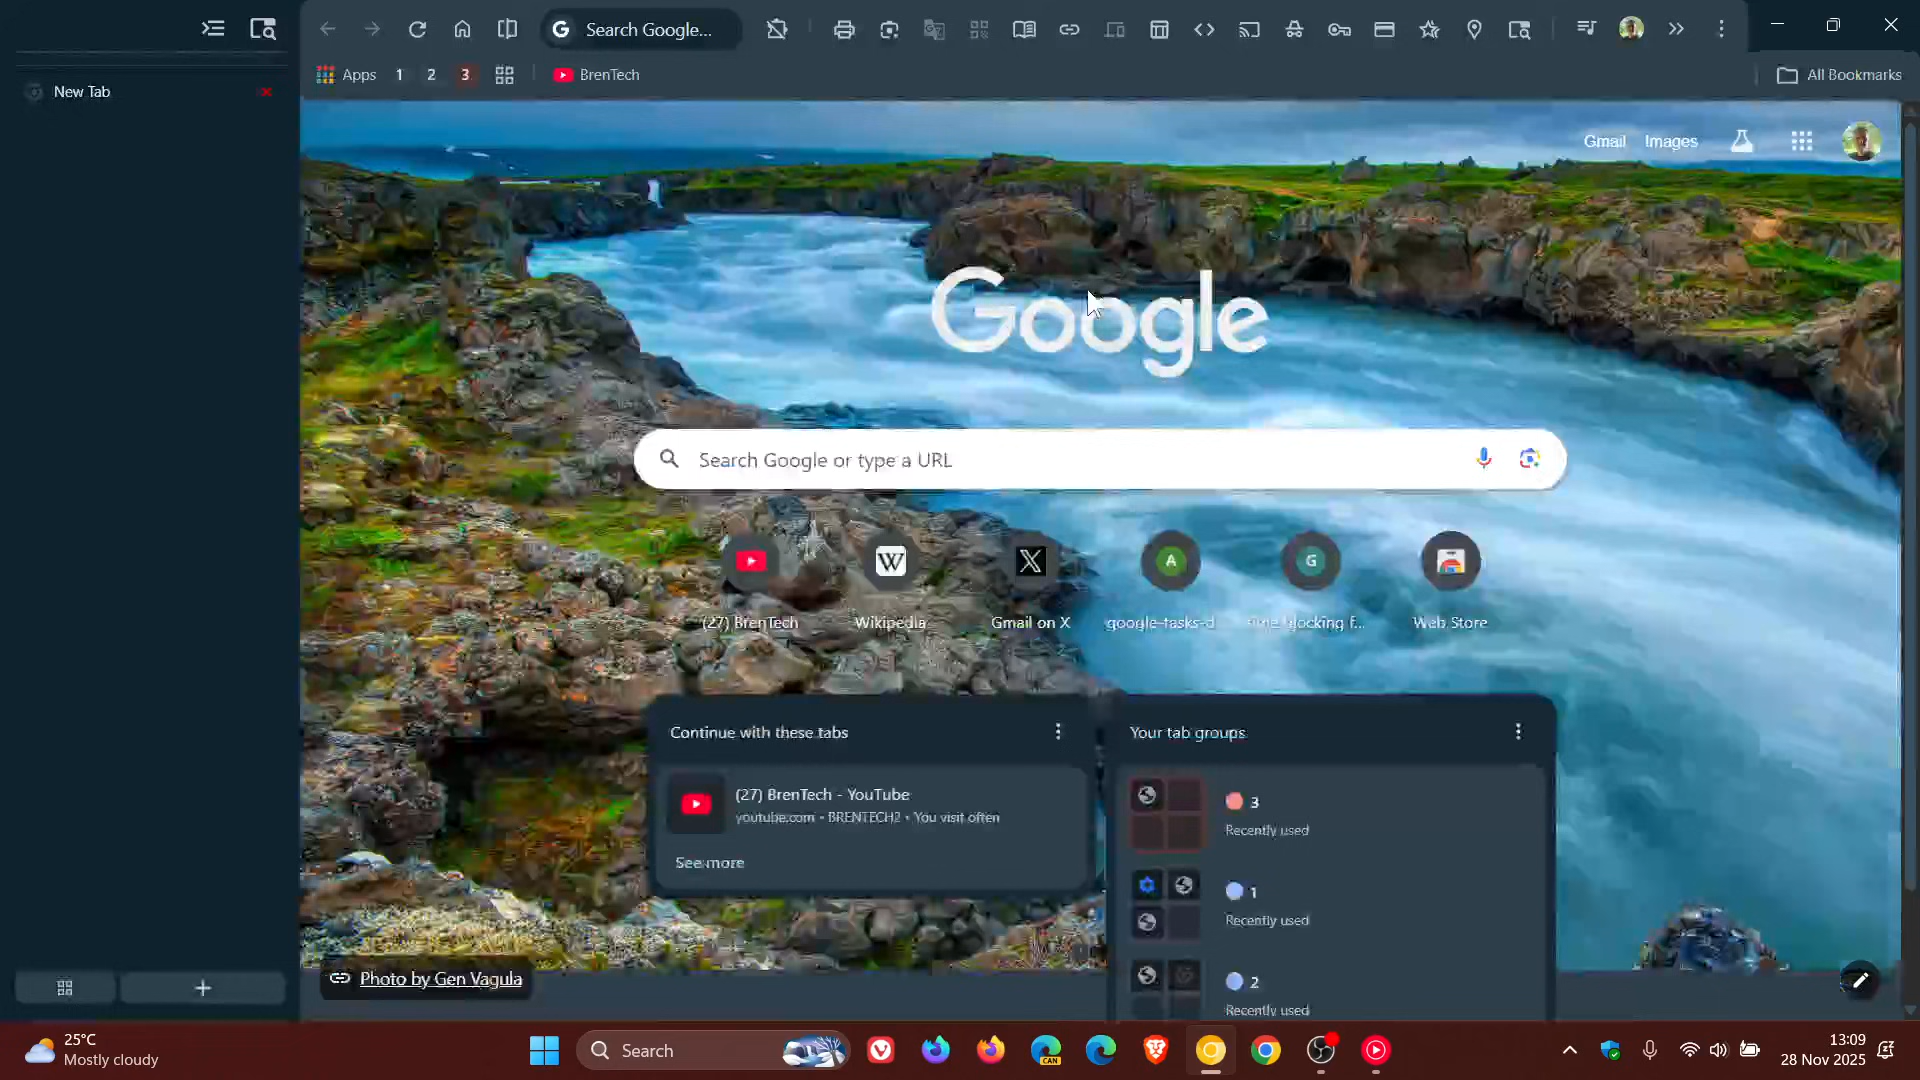 Search Google...
Apps
1
2
3
BrenTech
All Bookmarks
New Tab
Gmail
Images
Google
Search Google or type a URL
W
X
A
G
(27) BrenTech
Wikipedia
Gmail on X
google-tasks-d
blocking f...
Web Store
Continue with these tabs
Your tab groups
(27) BrenTech - YouTube
youtube.com • BRENTECH2 • You visit often
See more
3
Recently used
1
Recently used
2
Recently used
Photo by Gen Vagula
25°C
Mostly cloudy
Search
CAN
13:09
28 Nov 2025